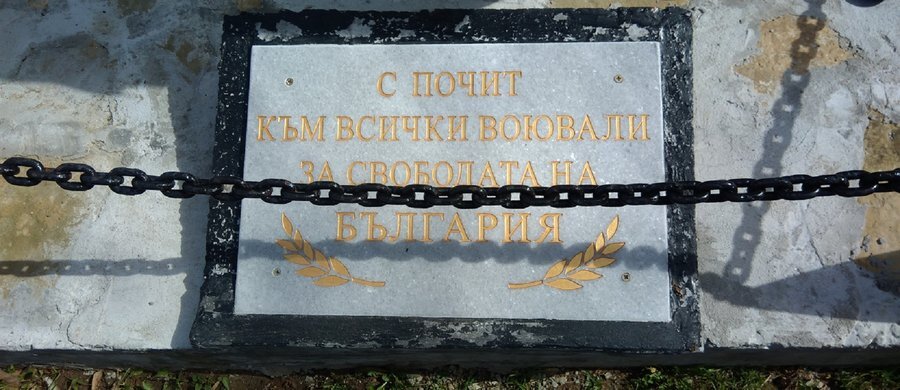 С ПОЧИТ
КЪМ ВСИЧКИ ВОЮВАЛИ
ЗА СВОБОДАТА НА
БЪЛГАРИЯ